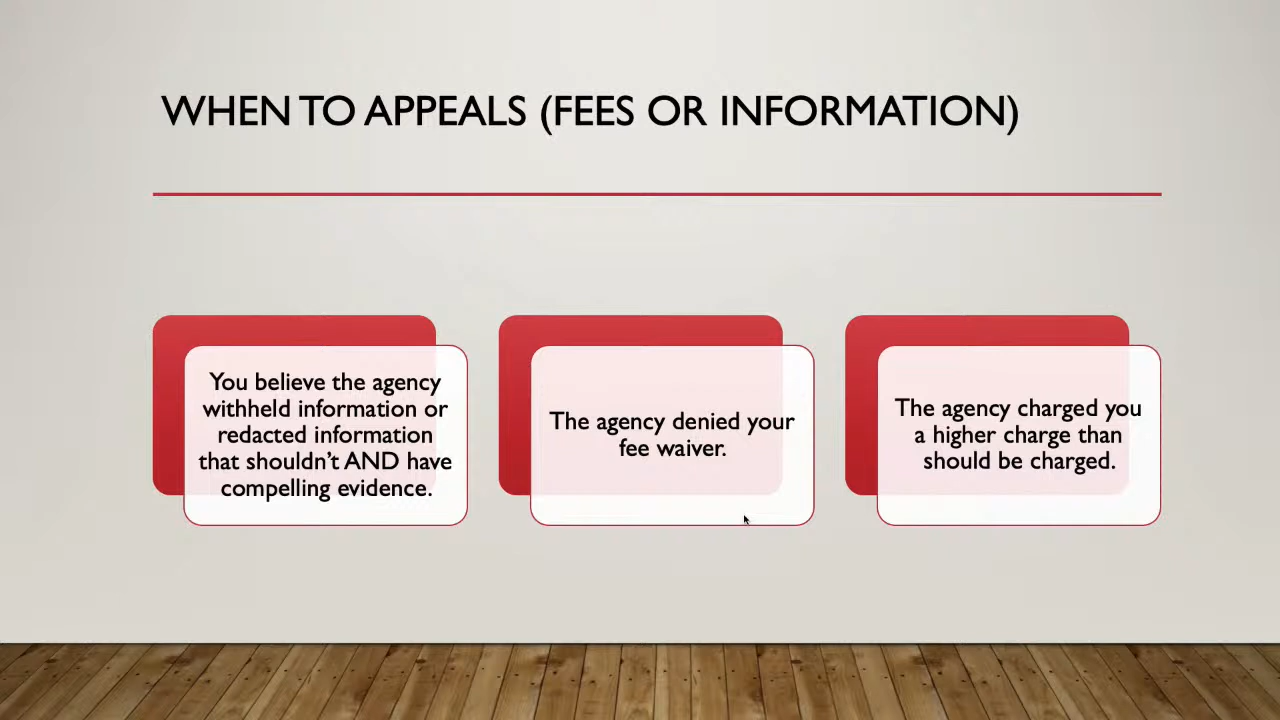 WHEN TO APPEALS (FEES OR INFORMATION)
You believe the agency
withheld information or
redacted information
that shouldn’t AND have
compelling evidence.
The agency denied your
fee waiver.
The agency charged you
a higher charge than
should be charged.